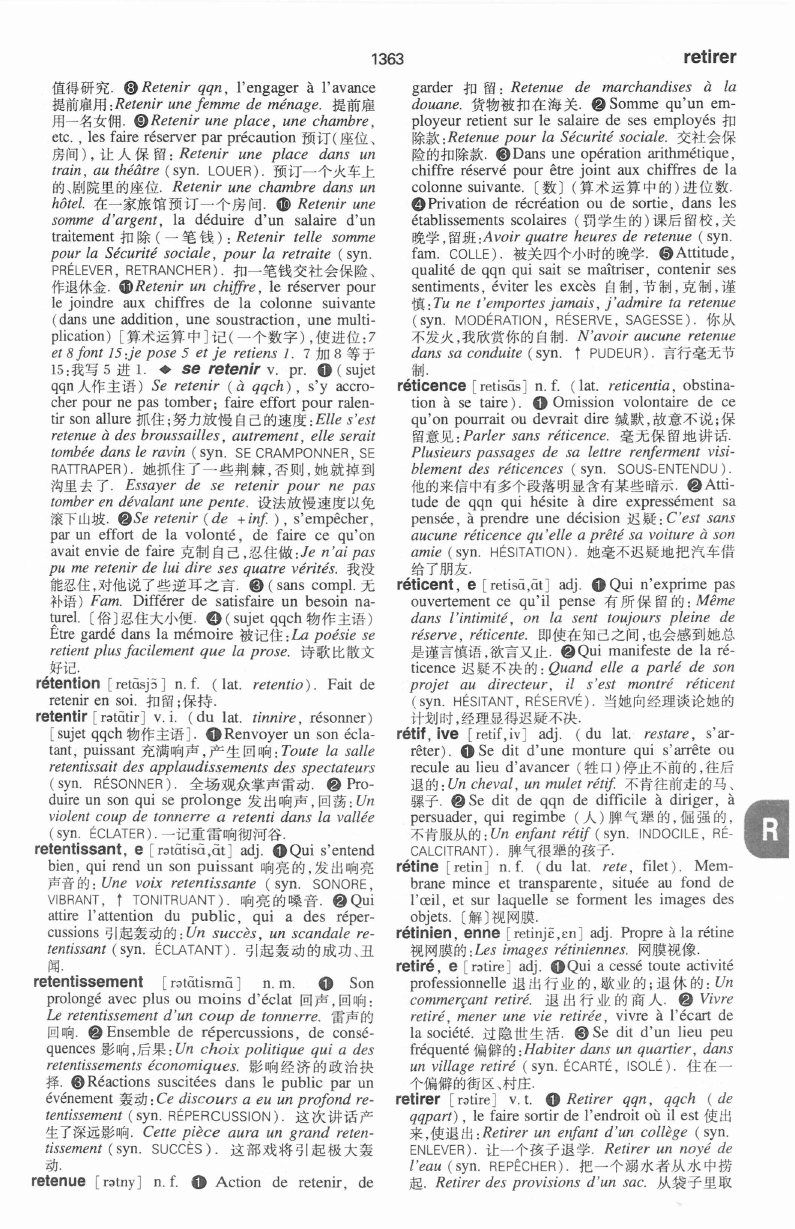 1363
retirer
值得研究. ❽ Retenir qqn, l'engager à l'avance
提前雇用:Retenir une femme de ménage. 提前雇
用一名女佣. ❾Retenir une place, une chambre,
etc., les faire réserver par précaution 预订(座位、
房间), 让人保留: Retenir une place dans un
train, au théâtre (syn. LOUER). 预订一个火车上
的、剧院里的座位. Retenir une chambre dans un
hôtel. 在一家旅馆预订一个房间. ❿ Retenir une
somme d'argent, la déduire d'un salaire d'un
traitement 扣除(一笔钱): Retenir telle somme
pour la Sécurité sociale, pour la retraite (syn.
PRÉLEVER, RETRANCHER). 扣一笔钱交社会保险、
作退休金. ⓫Retenir un chiffre, le réserver pour
le joindre aux chiffres de la colonne suivante
(dans une addition, une soustraction, une multi-
plication) [算术运算中]记(一个数字),使进位:7
et 8 font 15:je pose 5 et je retiens 1. 7 加 8 等于
15:我写 5 进 1. ◆ se retenir v. pr. ❶ (sujet
qqn 人作主语) Se retenir (à qqch), s'y accro-
cher pour ne pas tomber; faire effort pour ralen-
tir son allure 抓住;努力放慢自己的速度:Elle s'est
retenue à des broussailles, autrement, elle serait
tombée dans le ravin (syn. SE CRAMPONNER, SE
RATTRAPER). 她抓住了一些荆棘,否则,她就掉到
沟里去了. Essayer de se retenir pour ne pas
tomber en dévalant une pente. 设法放慢速度以免
滚下山坡. ❷Se retenir (de +inf.), s'empêcher,
par un effort de la volonté, de faire ce qu'on
avait envie de faire 克制自己,忍住做:Je n'ai pas
pu me retenir de lui dire ses quatre vérités. 我没
能忍住,对他说了些逆耳之言. ❸ (sans compl. 无
补语) Fam. Différer de satisfaire un besoin na-
turel. [俗]忍住大小便. ❹(sujet qqch 物作主语)
Être gardé dans la mémoire 被记住:La poésie se
retient plus facilement que la prose. 诗歌比散文
好记.
rétention [retɑ̃sjɔ̃] n. f. (lat. retentio). Fait de
retenir en soi. 扣留;保持.
retentir [rətɑ̃tir] v. i. (du lat. tinnire, résonner)
[sujet qqch 物作主语]. ❶Renvoyer un son écla-
tant, puissant 充满响声,产生回响:Toute la salle
retentissait des applaudissements des spectateurs
(syn. RÉSONNER). 全场观众掌声雷动. ❷ Pro-
duire un son qui se prolonge 发出响声,回荡:Un
violent coup de tonnerre a retenti dans la vallée
(syn. ÉCLATER). 一记重雷响彻河谷.
retentissant, e [rətɑ̃tisɑ̃,ɑ̃t] adj. ❶Qui s'entend
bien, qui rend un son puissant 响亮的,发出响亮
声音的: Une voix retentissante (syn. SONORE,
VIBRANT, ↑ TONITRUANT). 响亮的嗓音. ❷Qui
attire l'attention du public, qui a des réper-
cussions 引起轰动的:Un succès, un scandale re-
tentissant (syn. ÉCLATANT). 引起轰动的成功、丑
闻.
retentissement [rətɑ̃tismɑ̃] n. m. ❶ Son
prolongé avec plus ou moins d'éclat 回声,回响:
Le retentissement d'un coup de tonnerre. 雷声的
回响. ❷Ensemble de répercussions, de consé-
quences 影响,后果:Un choix politique qui a des
retentissements économiques. 影响经济的政治抉
择. ❸Réactions suscitées dans le public par un
événement 轰动:Ce discours a eu un profond re-
tentissement (syn. RÉPERCUSSION). 这次讲话产
生了深远影响. Cette pièce aura un grand reten-
tissement (syn. SUCCÈS). 这部戏将引起极大轰
动.
retenue [rətny] n. f. ❶ Action de retenir, de
garder 扣留: Retenue de marchandises à la
douane. 货物被扣在海关. ❷Somme qu'un em-
ployeur retient sur le salaire de ses employés 扣
除款:Retenue pour la Sécurité sociale. 交社会保
险的扣除款. ❸Dans une opération arithmétique,
chiffre réservé pour être joint aux chiffres de la
colonne suivante. [数] (算术运算中的)进位数.
❹Privation de récréation ou de sortie, dans les
établissements scolaires (罚学生的)课后留校,关
晚学,留班:Avoir quatre heures de retenue (syn.
fam. COLLE). 被关四个小时的晚学. ❺Attitude,
qualité de qqn qui sait se maîtriser, contenir ses
sentiments, éviter les excès 自制,节制,克制,谨
慎:Tu ne t'emportes jamais, j'admire ta retenue
(syn. MODÉRATION, RÉSERVE, SAGESSE). 你从
不发火,我欣赏你的自制. N'avoir aucune retenue
dans sa conduite (syn. ↑ PUDEUR). 言行毫无节
制.
réticence [retisɑ̃s] n. f. (lat. reticentia, obstina-
tion à se taire). ❶ Omission volontaire de ce
qu'on pourrait ou devrait dire 缄默,故意不说;保
留意见:Parler sans réticence. 毫无保留地讲话.
Plusieurs passages de sa lettre renferment visi-
blement des réticences (syn. SOUS-ENTENDU).
他的来信中有多个段落明显含有某些暗示. ❷Atti-
tude de qqn qui hésite à dire expressément sa
pensée, à prendre une décision 迟疑:C'est sans
aucune réticence qu'elle a prêté sa voiture à son
amie (syn. HÉSITATION). 她毫不迟疑地把汽车借
给了朋友.
réticent, e [retisɑ̃,ɑ̃t] adj. ❶Qui n'exprime pas
ouvertement ce qu'il pense 有所保留的: Même
dans l'intimité, on la sent toujours pleine de
réserve, réticente. 即使在知己之间,也会感到她总
是谨言慎语,欲言又止. ❷Qui manifeste de la ré-
ticence 迟疑不决的:Quand elle a parlé de son
projet au directeur, il s'est montré réticent
(syn. HÉSITANT, RÉSERVÉ). 当她向经理谈论她的
计划时,经理显得迟疑不决.
rétif, ive [retif,iv] adj. (du lat. restare, s'ar-
rêter). ❶ Se dit d'une monture qui s'arrête ou
recule au lieu d'avancer (牲口)停止不前的,往后
退的:Un cheval, un mulet rétif. 不肯往前走的马、
骡子. ❷Se dit de qqn de difficile à diriger, à
persuader, qui regimbe (人)脾气犟的,倔强的,
不肯服从的:Un enfant rétif (syn. INDOCILE, RÉ-
CALCITRANT). 脾气很犟的孩子.
rétine [retin] n. f. (du lat. rete, filet). Mem-
brane mince et transparente, située au fond de
l'œil, et sur laquelle se forment les images des
objets. [解]视网膜.
rétinien, enne [retinjɛ̃,ɛn] adj. Propre à la rétine
视网膜的:Les images rétiniennes. 网膜视像.
retiré, e [rətire] adj. ❶Qui a cessé toute activité
professionnelle 退出行业的,歇业的;退休的: Un
commerçant retiré. 退出行业的商人. ❷ Vivre
retiré, mener une vie retirée, vivre à l'écart de
la société. 过隐世生活. ❸Se dit d'un lieu peu
fréquenté 偏僻的:Habiter dans un quartier, dans
un village retiré (syn. ÉCARTÉ, ISOLÉ). 住在一
个偏僻的街区、村庄.
retirer [rətire] v. t. ❶ Retirer qqn, qqch (de
qqpart), le faire sortir de l'endroit où il est 使出
来,使退出:Retirer un enfant d'un collège (syn.
ENLEVER). 让一个孩子退学. Retirer un noyé de
l'eau (syn. REPÊCHER). 把一个溺水者从水中捞
起. Retirer des provisions d'un sac. 从袋子里取
R